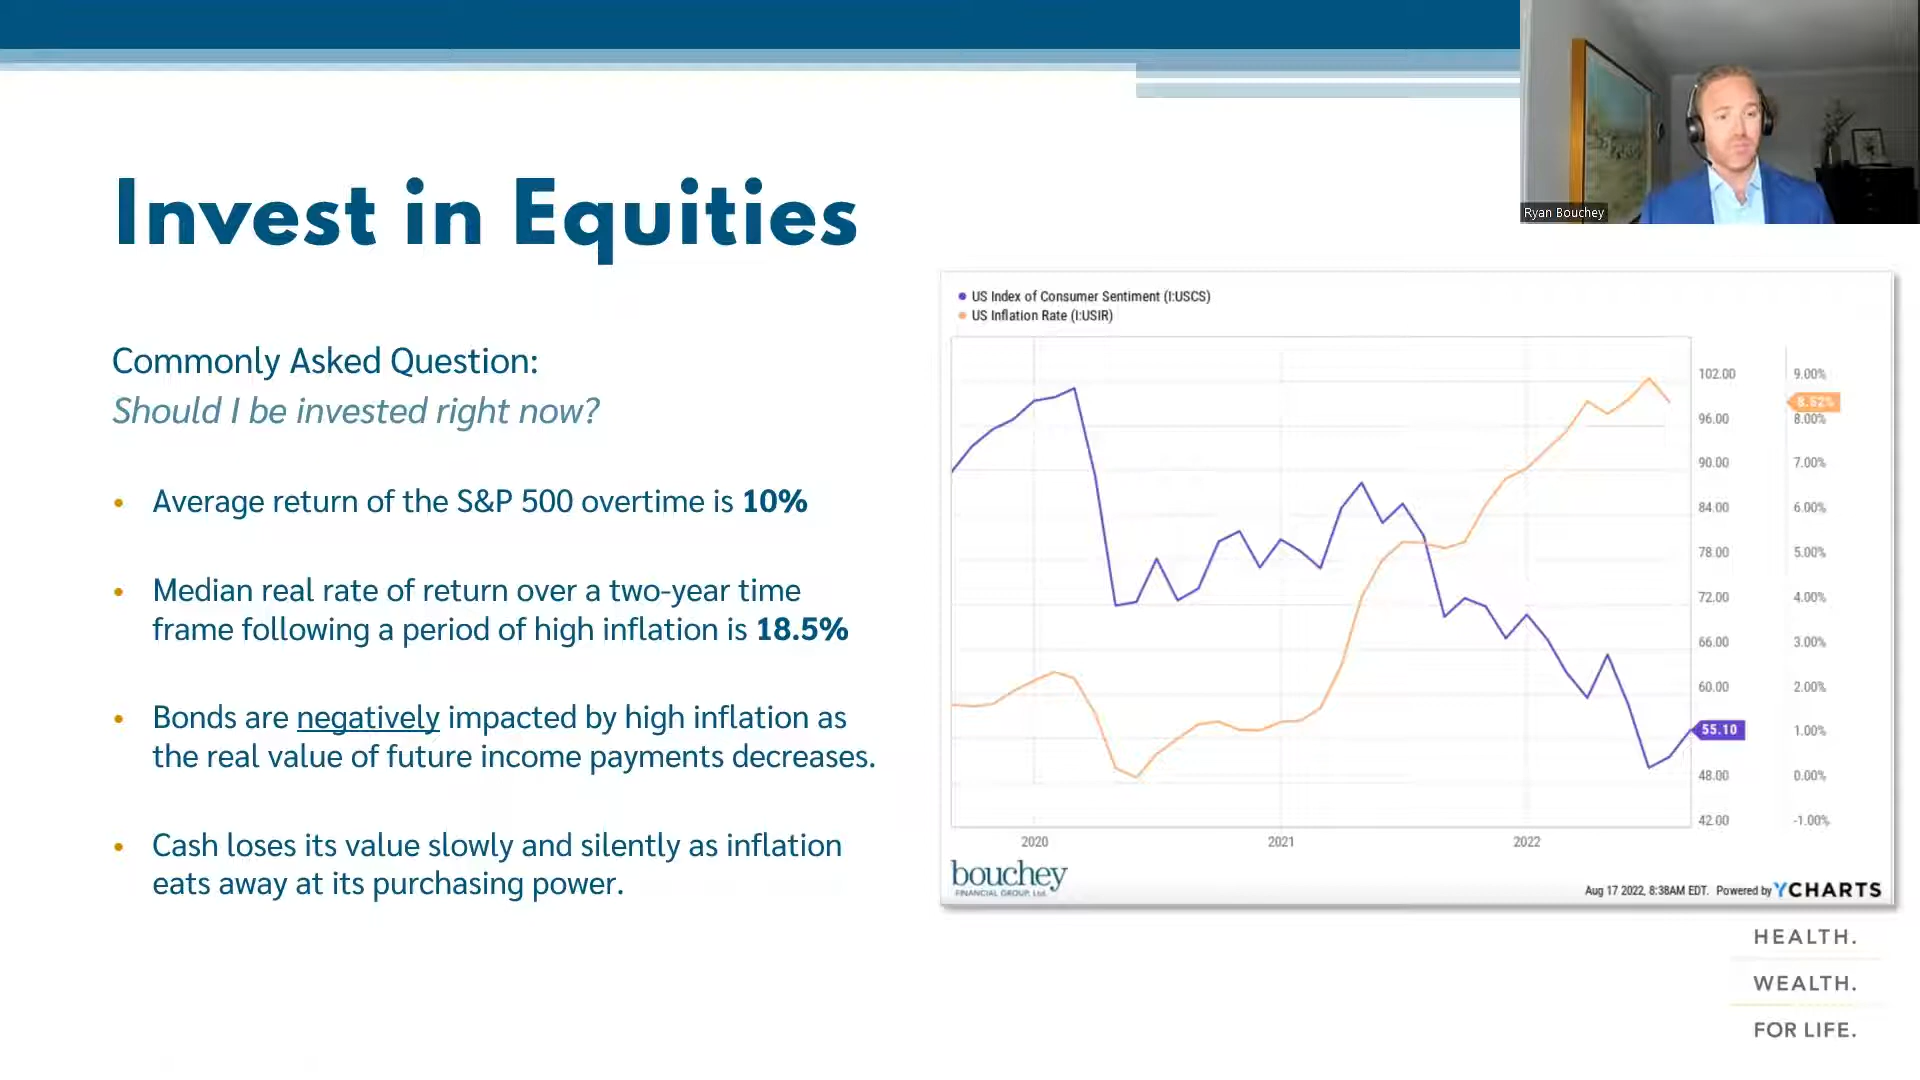 Ryan Bouchey
Invest in Equities
Commonly Asked Question:
Should I be invested right now?
• Average return of the S&P 500 overtime is 10%
• Median real rate of return over a two-year time
frame following a period of high inflation is 18.5%
• Bonds are negatively impacted by high inflation as
the real value of future income payments decreases.
• Cash loses its value slowly and silently as inflation
eats away at its purchasing power.
US Index of Consumer Sentiment (I:USCS)
US Inflation Rate (I:USIR)
102.00 9.00%
8.52%
96.00 8.00%
90.00 7.00%
84.00 6.00%
78.00 5.00%
72.00 4.00%
66.00 3.00%
60.00 2.00%
55.10 1.00%
48.00 0.00%
42.00 -1.00%
2020 2021 2022
bouchey
FINANCIAL GROUP, Ltd.
Aug 17 2022, 8:38AM EDT. Powered by YCHARTS
HEALTH.
WEALTH.
FOR LIFE.